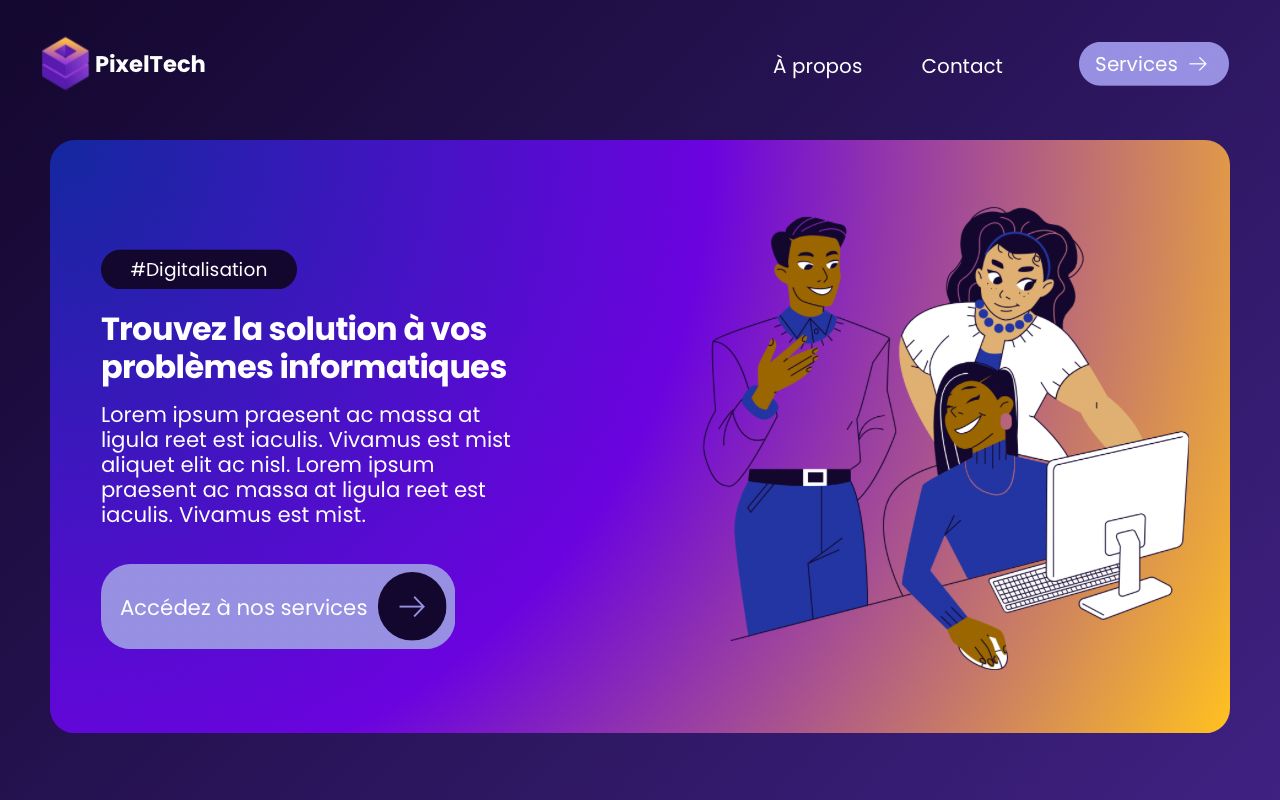 PixelTech
À propos
Contact
Services
#Digitalisation
Trouvez la solution à vos
problèmes informatiques
Lorem ipsum praesent ac massa at
ligula reet est iaculis. Vivamus est mist
aliquet elit ac nisl. Lorem ipsum
praesent ac massa at ligula reet est
iaculis. Vivamus est mist.
Accédez à nos services